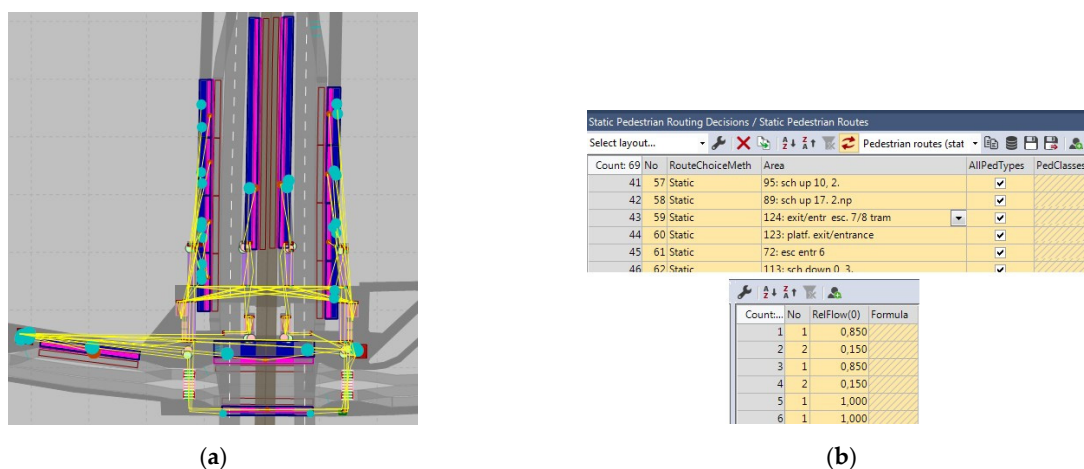 Static Pedestrian Routing Decisions / Static Pedestrian Routes
Select layout... Pedestrian routes (stat
Count: 69 No RouteChoiceMeth Area AllPedTypes PedClasses
41 57 Static 95: sch up 10, 2.
42 58 Static 89: sch up 17. 2.np
43 59 Static 124: exit/entr esc. 7/8 tram
44 60 Static 123: platf. exit/entrance
45 61 Static 72: esc entr 6
46 62 Static 113: sch down 0 3.
Count:... No RelFlow(0) Formula
1 1 0,850
2 2 0,150
3 1 0,850
4 2 0,150
5 1 1,000
6 1 1,000
(a) (b)